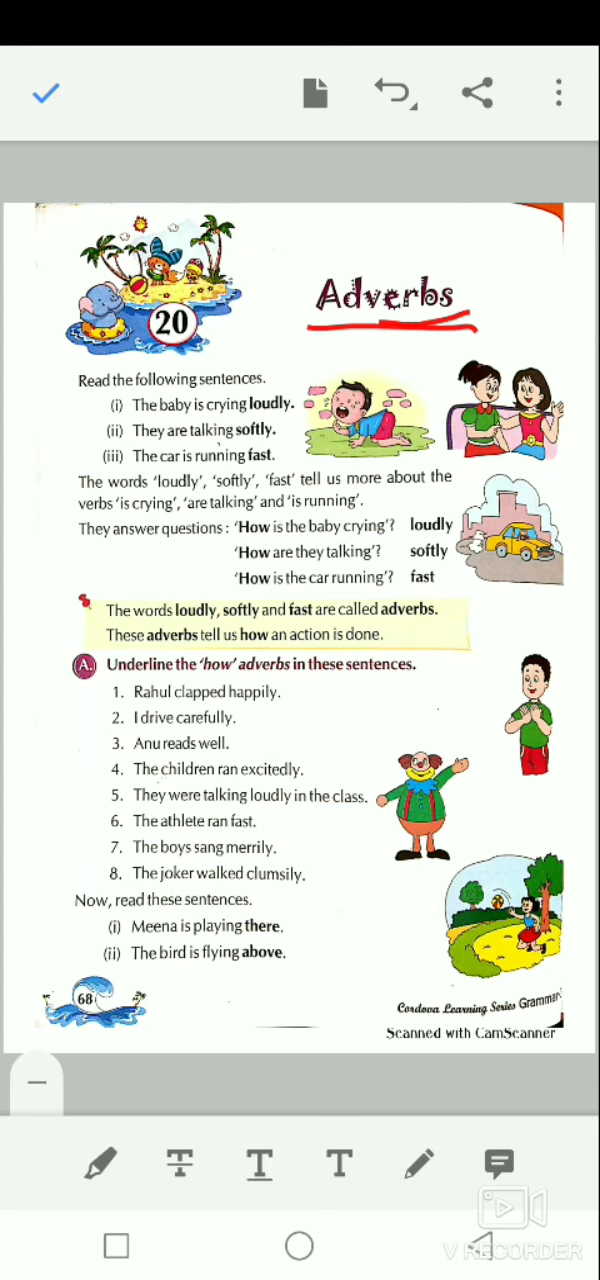 Adverbs
20
Read the following sentences.
(i) The baby is crying loudly.
(ii) They are talking softly.
(iii) The car is running fast.
The words 'loudly', 'softly', 'fast' tell us more about the
verbs 'is crying', 'are talking' and 'is running'.
They answer questions : 'How is the baby crying'? loudly
'How are they talking'? softly
'How is the car running'? fast
The words loudly, softly and fast are called adverbs.
These adverbs tell us how an action is done.
A. Underline the 'how' adverbs in these sentences.
1. Rahul clapped happily.
2. I drive carefully.
3. Anu reads well.
4. The children ran excitedly.
5. They were talking loudly in the class.
6. The athlete ran fast.
7. The boys sang merrily.
8. The joker walked clumsily.
Now, read these sentences.
(i) Meena is playing there.
(ii) The bird is flying above.
68
Cordova Learning Series Grammar
Scanned with CamScanner
T T T
V RECORDER